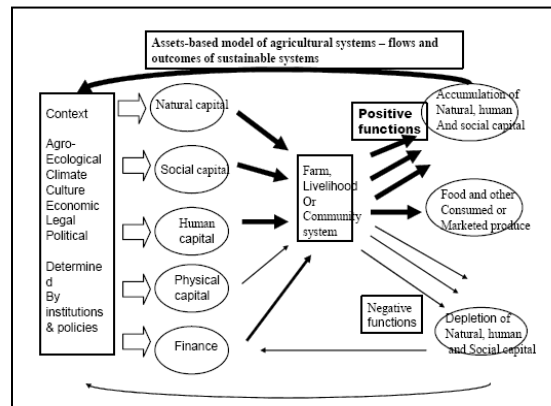 Assets-based model of agricultural systems – flows and
outcomes of sustainable systems
Context
Agro-
Ecological
Climate
Culture
Economic
Legal
Political
Determine
d
By
institutions
& policies
Natural capital
Social capital
Human
capital
Physical
capital
Finance
Farm,
Livelihood
Or
Community
system
Positive
functions
Negative
functions
Accumulation of
Natural, human
And social capital
Food and other
Consumed or
Marketed produce
Depletion of
Natural, human
and Social capital